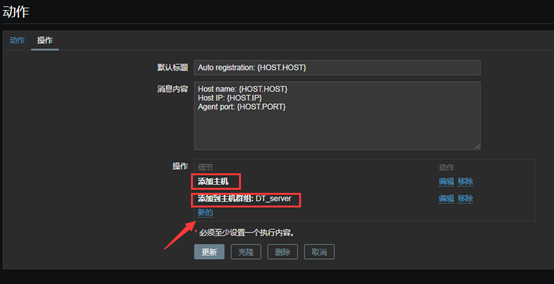 动作
动作 操作
默认标题 Auto registration: {HOST.HOST}
消息内容 Host name: {HOST.HOST}
Host IP: {HOST.IP}
Agent port: {HOST.PORT}
操作 细节 动作
添加主机 编辑 移除
添加到主机群组: DT_server 编辑 移除
新的
* 必须至少设置一个执行内容。
更新 克隆 删除 取消